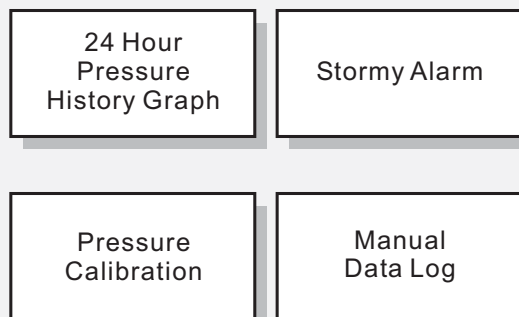 24 Hour
Pressure
History Graph
Stormy Alarm
Pressure
Calibration
Manual
Data Log